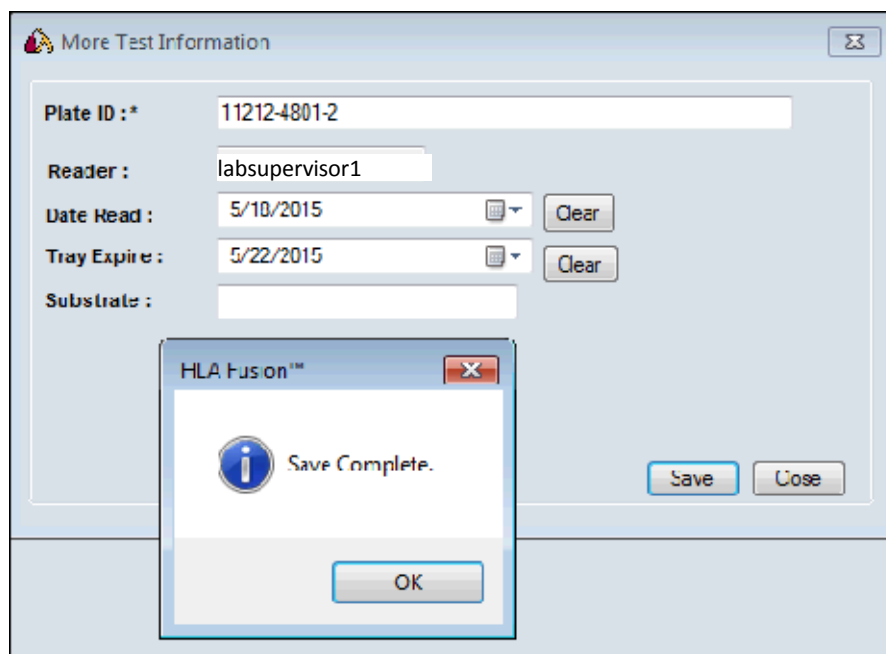 More Test Information
Plate ID :* 11212-4801-2
Reader : labsupervisor1
Date Read : 5/18/2015 Clear
Tray Expire : 5/22/2015 Clear
Substrate :
HLA Fusion™
Save Complete.
Save Close
OK